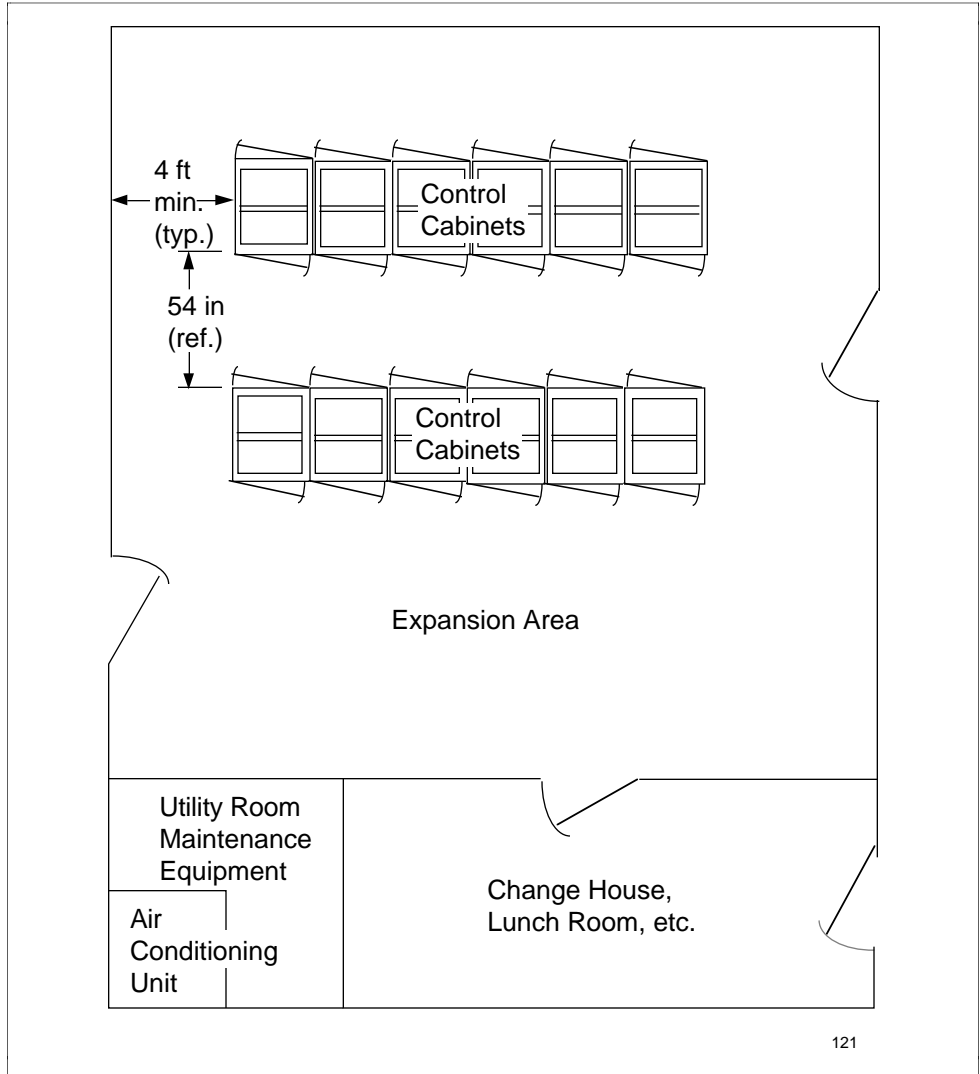 4 ft
min.
(typ.)
Control
Cabinets
54 in
(ref.)
Control
Cabinets
Expansion Area
Utility Room
Maintenance
Equipment
Air
Conditioning
Unit
Change House,
Lunch Room, etc.
121